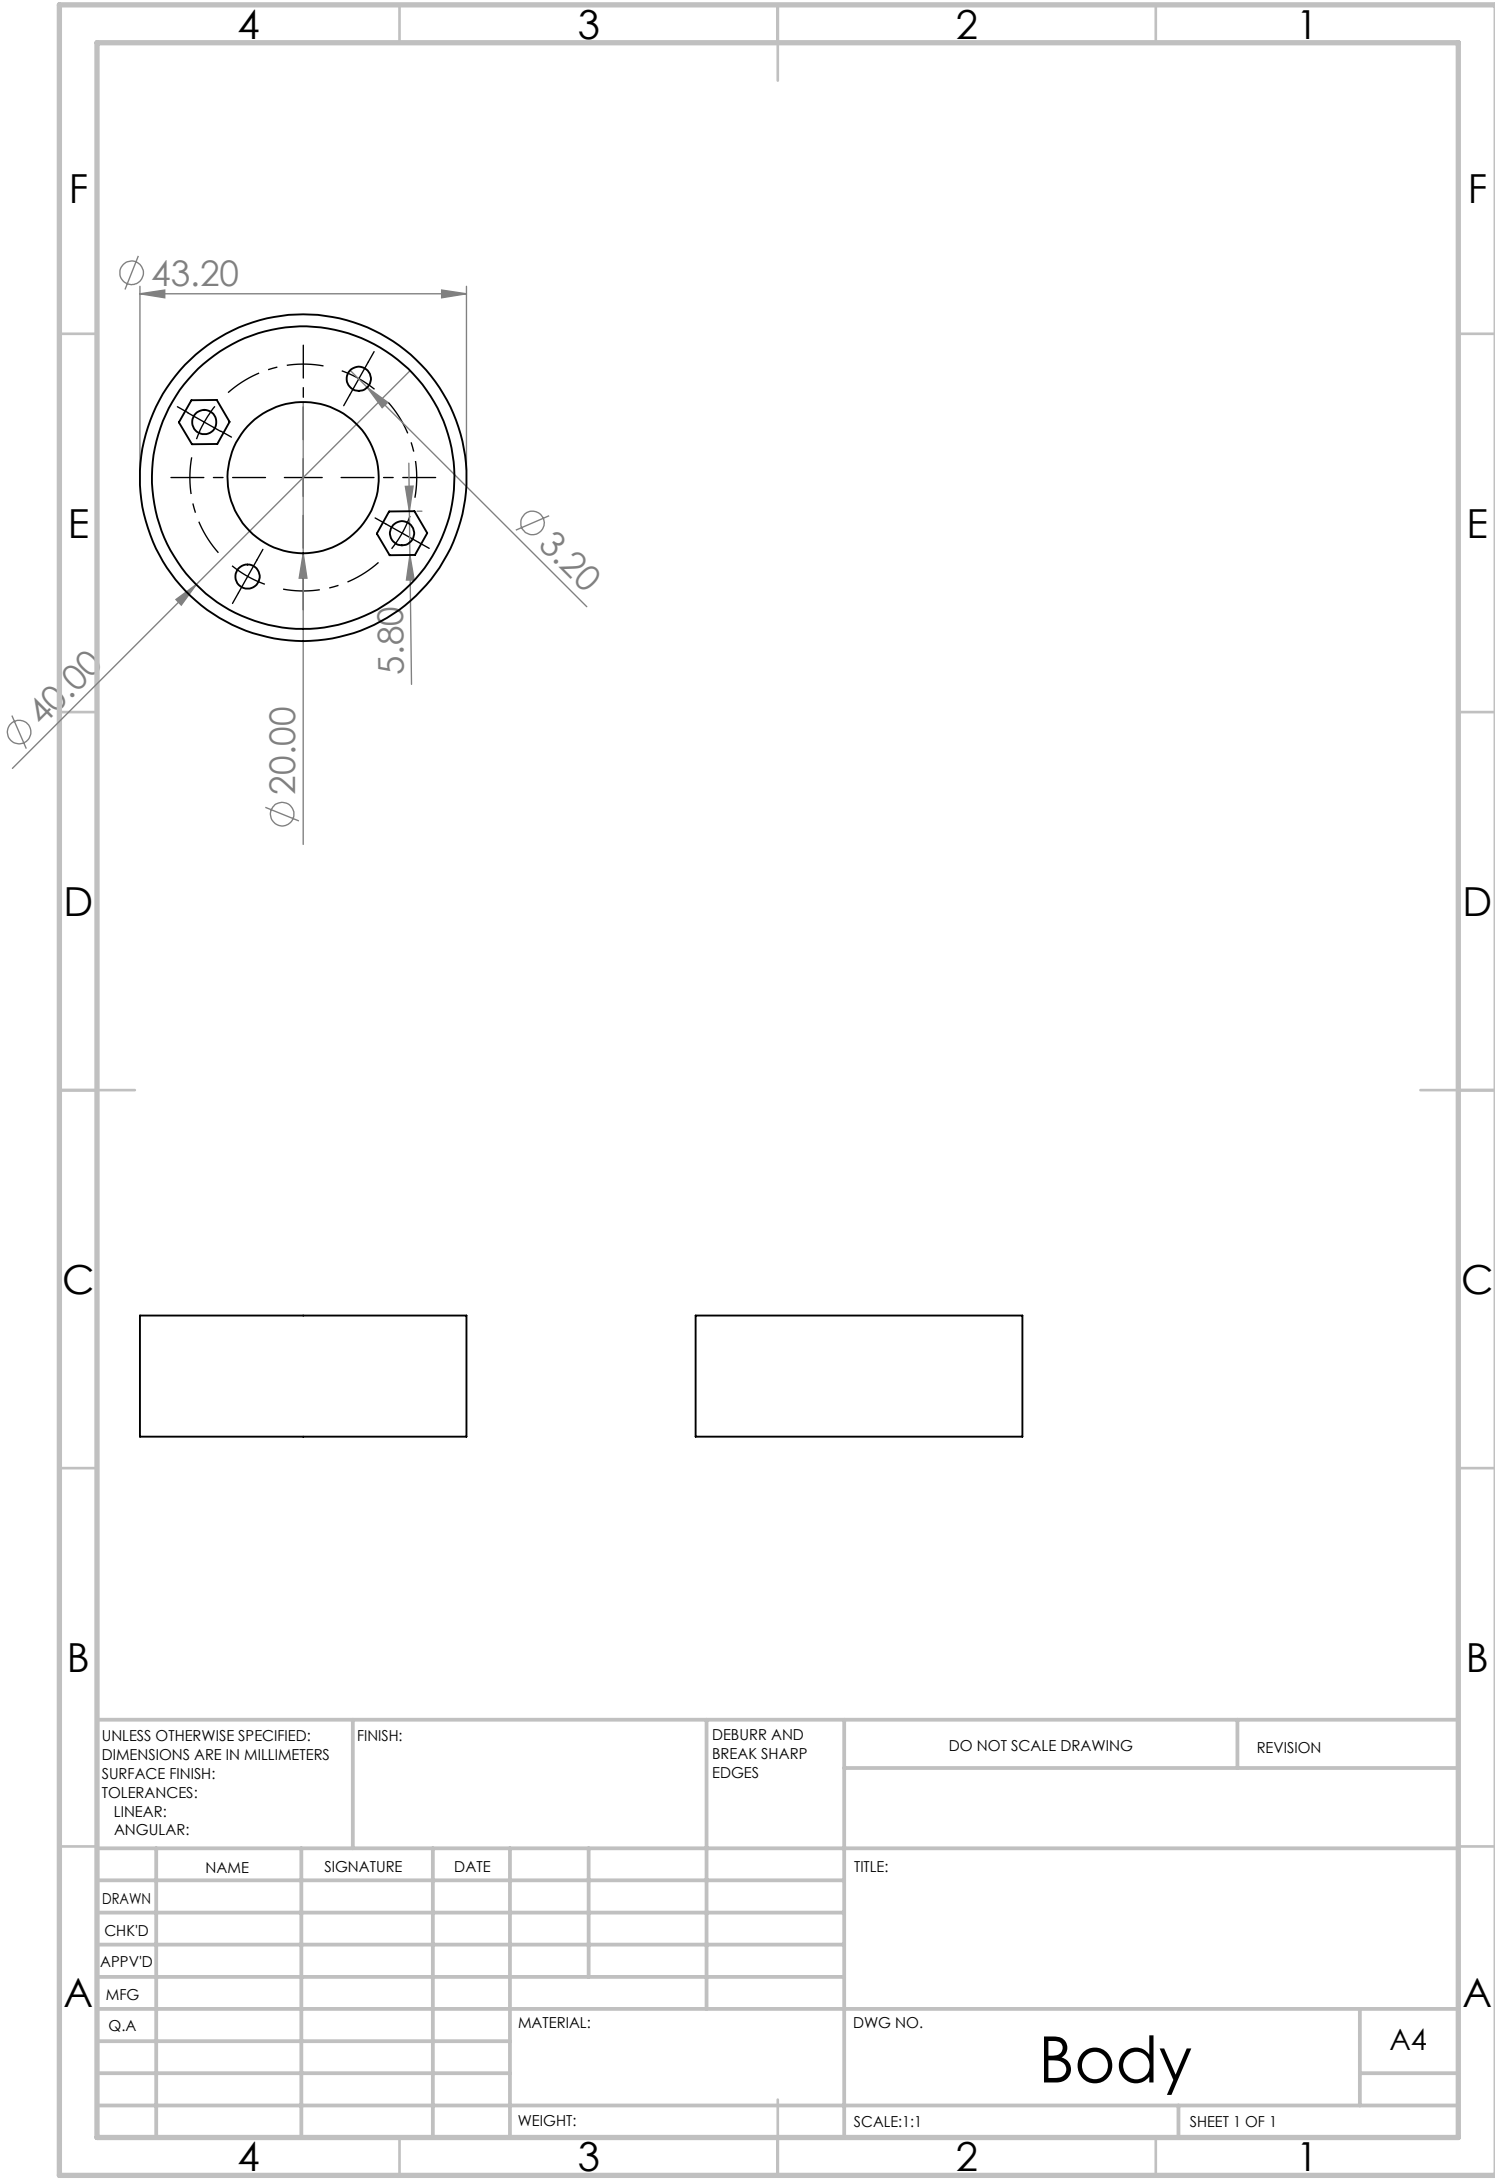 4 3 2 1
F F
⌀ 43.20
E E
⌀ 3.20
5.80
⌀ 40.00
⌀ 20.00
D D
C C
B B
UNLESS OTHERWISE SPECIFIED:
DIMENSIONS ARE IN MILLIMETERS
SURFACE FINISH:
TOLERANCES:
LINEAR:
ANGULAR:
FINISH:
DEBURR AND
BREAK SHARP
EDGES
DO NOT SCALE DRAWING
REVISION
NAME SIGNATURE DATE
DRAWN
CHK'D
APPV'D
MFG
Q.A
A A
TITLE:
MATERIAL:
DWG NO.
Body
A4
WEIGHT:
SCALE:1:1
SHEET 1 OF 1
4 3 2 1